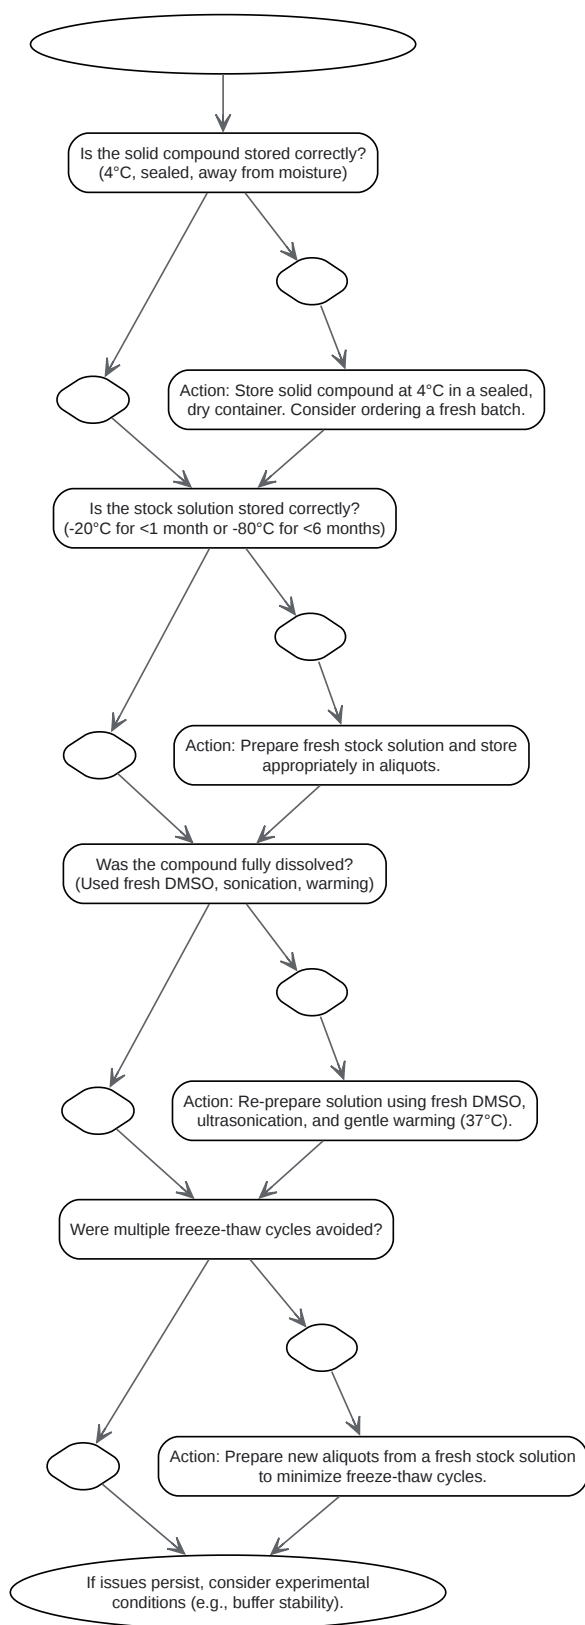 Is the solid compound stored correctly?
(4°C, sealed, away from moisture)
Action: Store solid compound at 4°C in a sealed,
dry container. Consider ordering a fresh batch.
Is the stock solution stored correctly?
(-20°C for <1 month or -80°C for <6 months)
Action: Prepare fresh stock solution and store
appropriately in aliquots.
Was the compound fully dissolved?
(Used fresh DMSO, sonication, warming)
Action: Re-prepare solution using fresh DMSO,
ultrasonication, and gentle warming (37°C).
Were multiple freeze-thaw cycles avoided?
Action: Prepare new aliquots from a fresh stock solution
to minimize freeze-thaw cycles.
If issues persist, consider experimental
conditions (e.g., buffer stability).